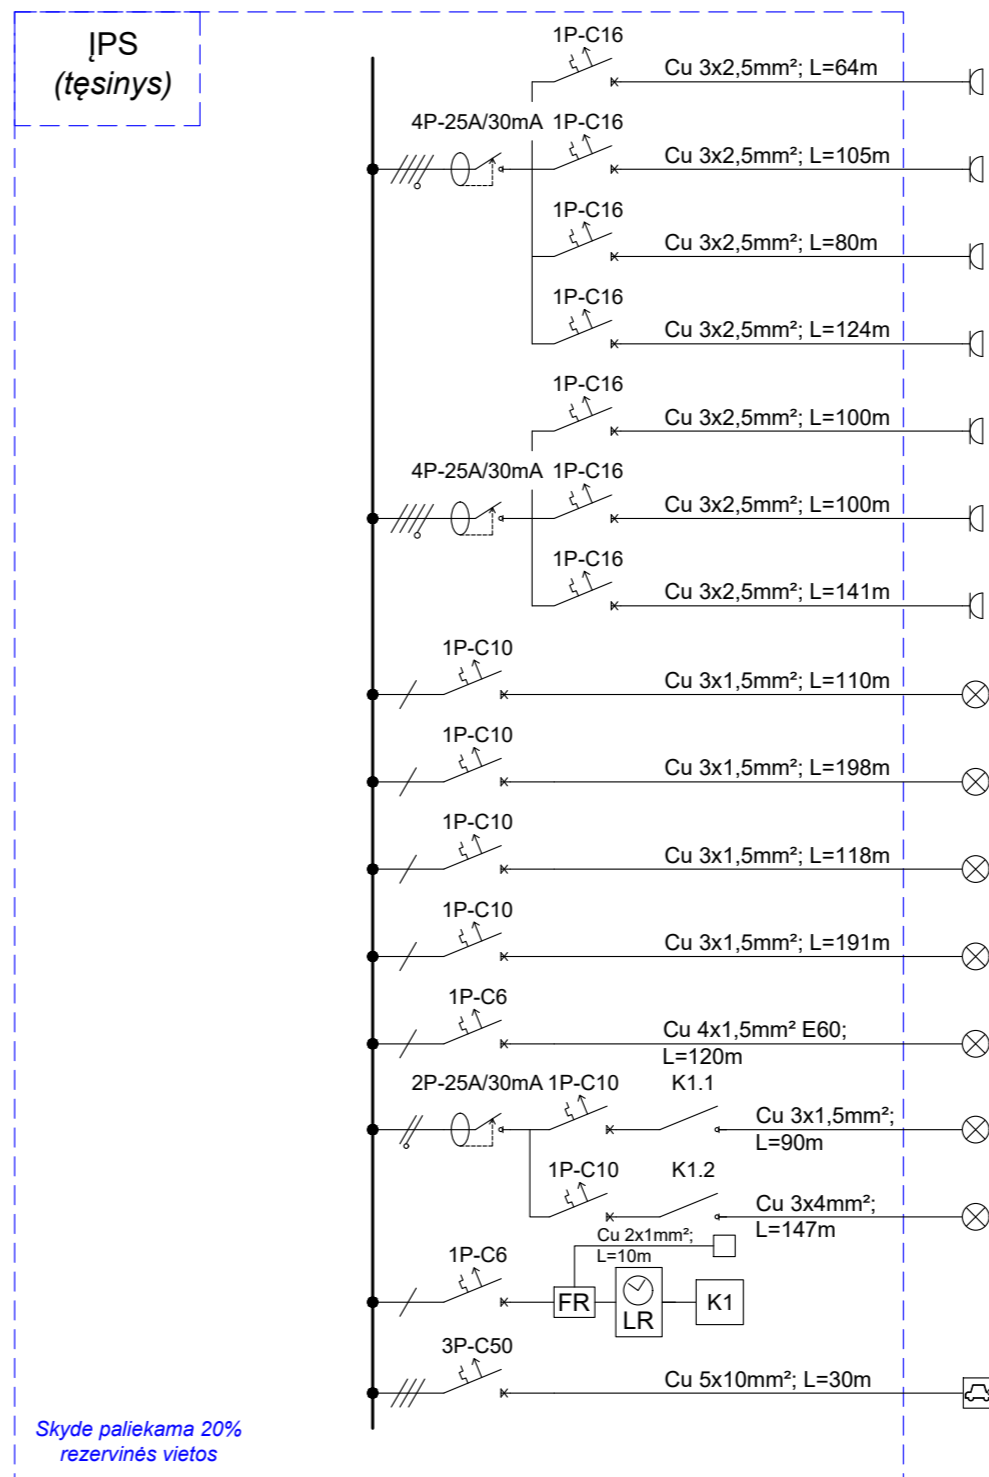 ĮPS
(tęsinys)
1P-C16
Cu 3x2,5mm²; L=64m
4P-25A/30mA
1P-C16
Cu 3x2,5mm²; L=105m
1P-C16
Cu 3x2,5mm²; L=80m
1P-C16
Cu 3x2,5mm²; L=124m
1P-C16
Cu 3x2,5mm²; L=100m
4P-25A/30mA
1P-C16
Cu 3x2,5mm²; L=100m
1P-C16
Cu 3x2,5mm²; L=141m
1P-C10
Cu 3x1,5mm²; L=110m
1P-C10
Cu 3x1,5mm²; L=198m
1P-C10
Cu 3x1,5mm²; L=118m
1P-C10
Cu 3x1,5mm²; L=191m
1P-C6
Cu 4x1,5mm² E60;
L=120m
2P-25A/30mA
1P-C10
K1.1
Cu 3x1,5mm²;
L=90m
1P-C10
K1.2
Cu 3x4mm²;
L=147m
Cu 2x1mm²;
L=10m
1P-C6
FR
LR
K1
3P-C50
Cu 5x10mm²; L=30m
Skyde paliekama 20%
rezervinės vietos